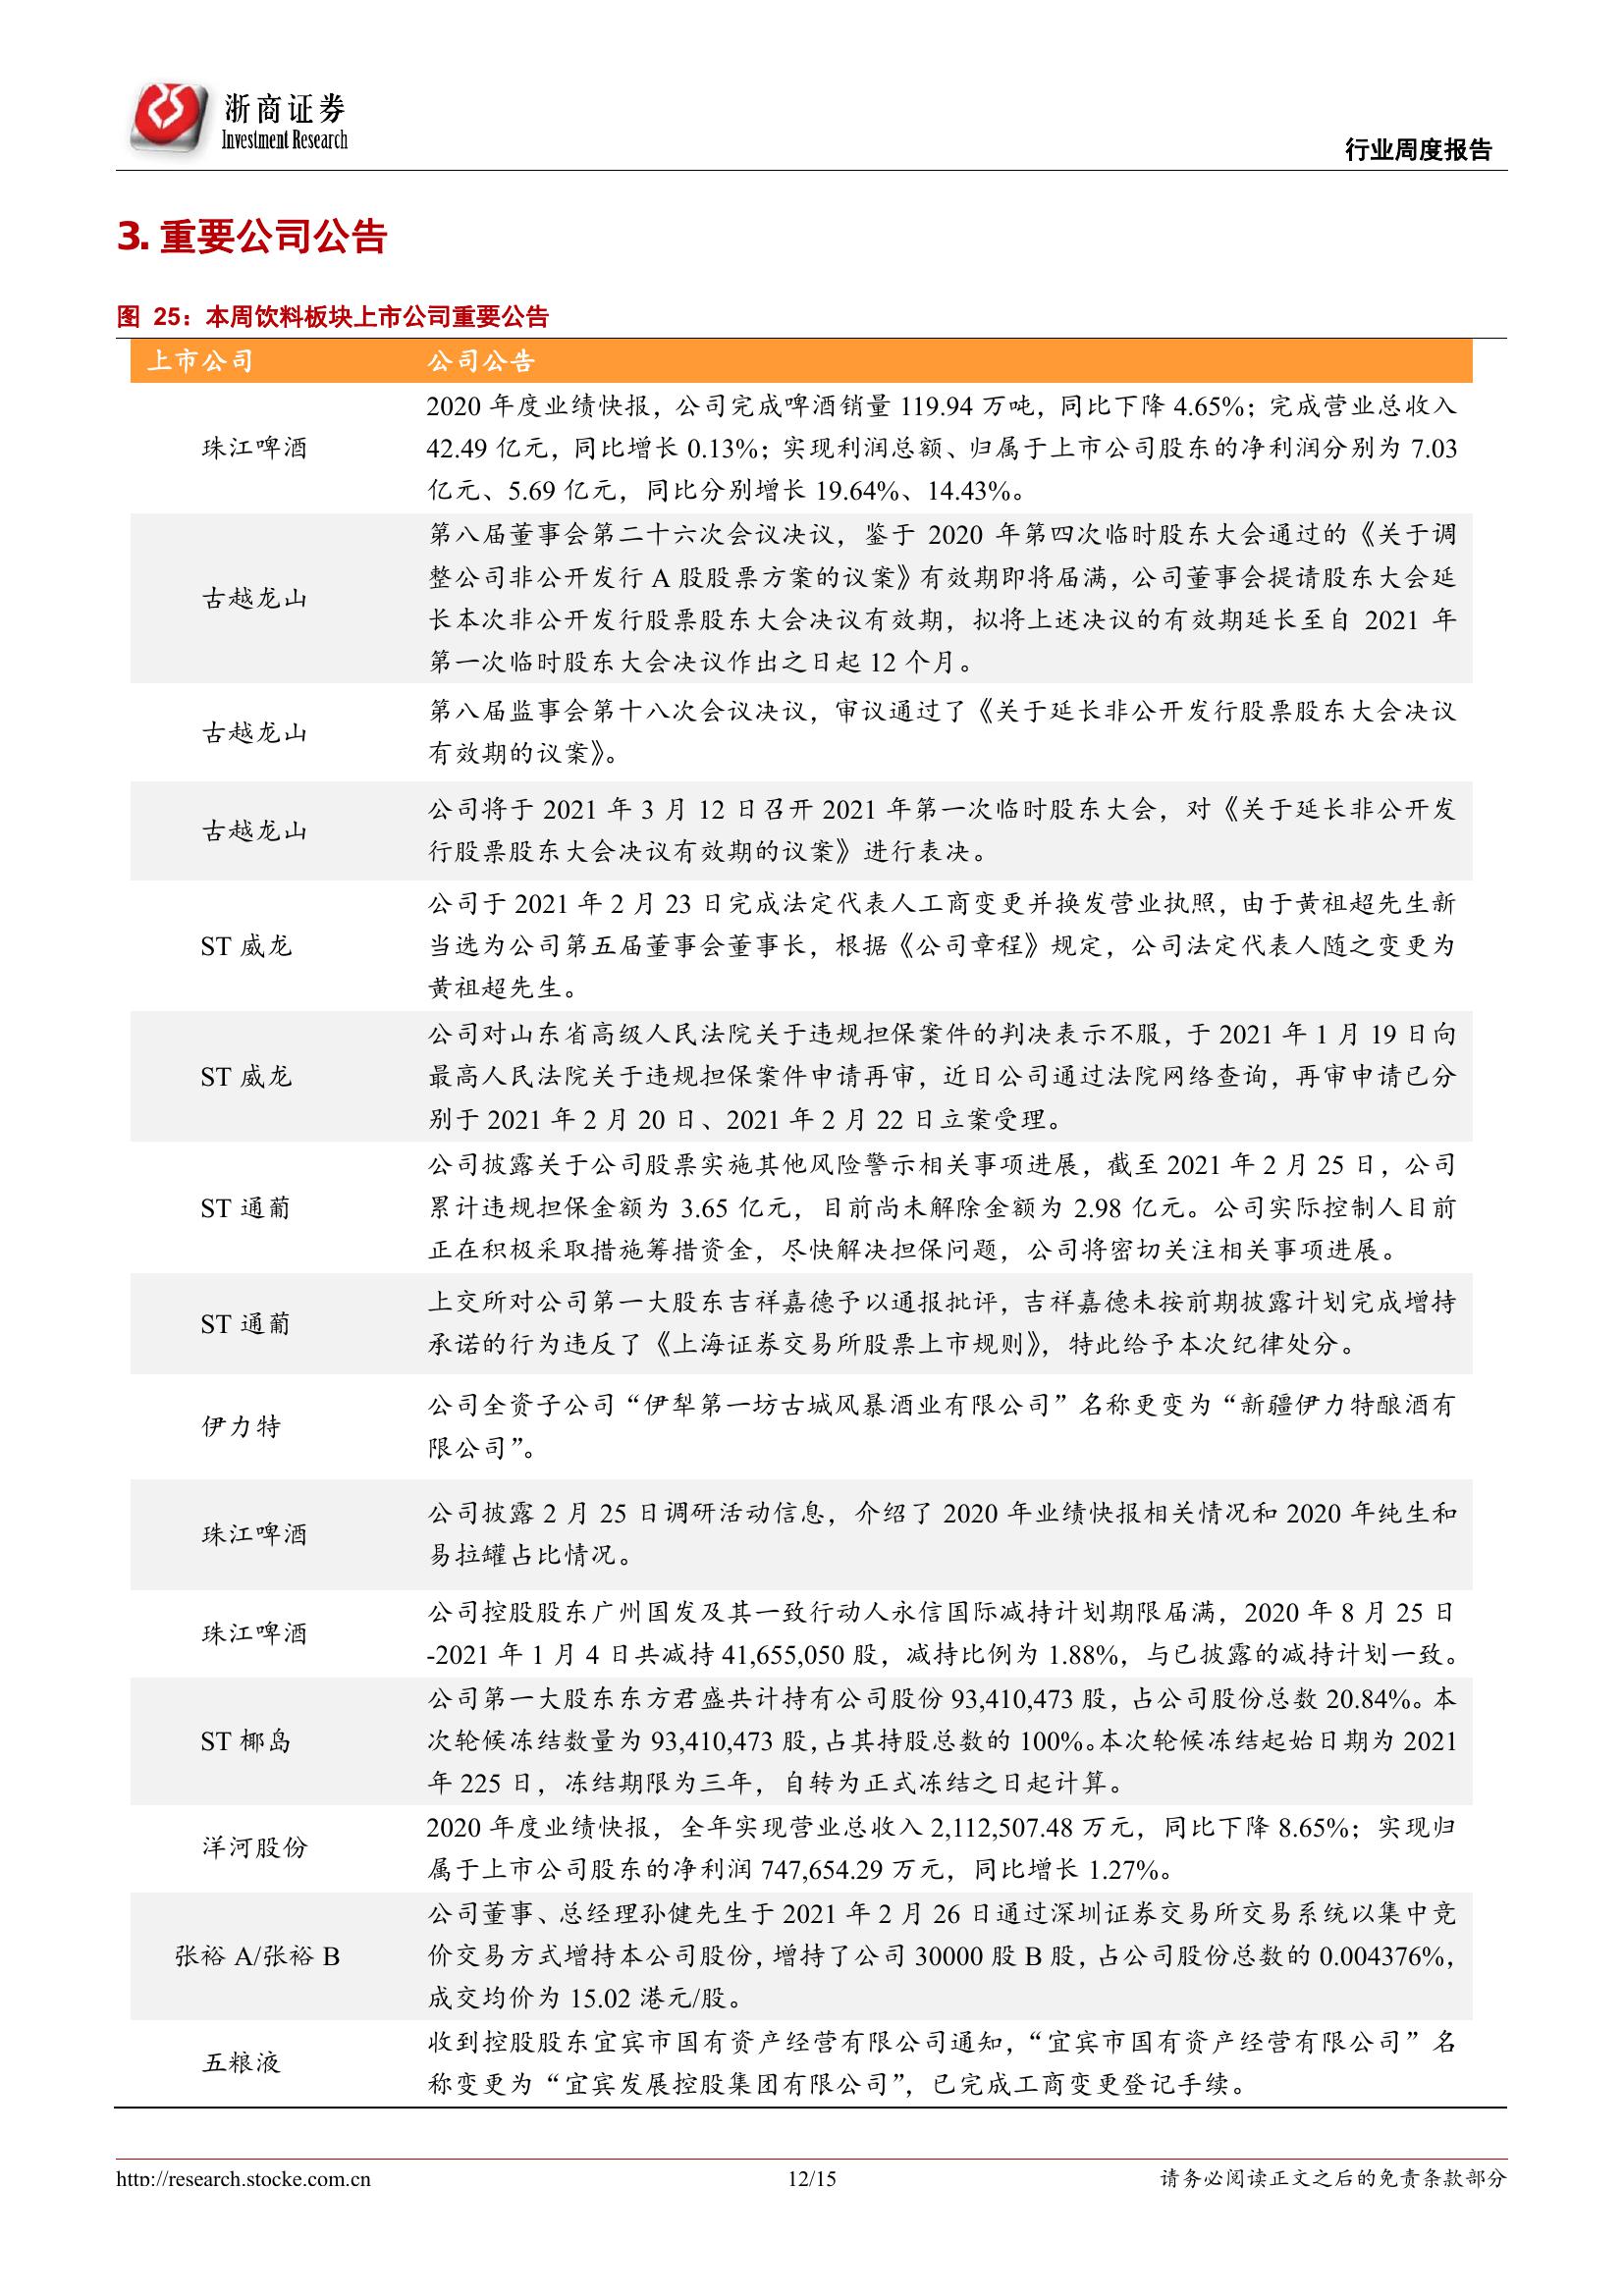 浙商证券
Investment Research
行业周度报告
3. 重要公司公告
图 25：本周饮料板块上市公司重要公告
上市公司 公司公告
珠江啤酒
2020 年度业绩快报，公司完成啤酒销量 119.94 万吨，同比下降 4.65%；完成营业总收入
42.49 亿元，同比增长 0.13%；实现利润总额、归属于上市公司股东的净利润分别为 7.03
亿元、5.69 亿元，同比分别增长 19.64%、14.43%。
古越龙山
第八届董事会第二十六次会议决议，鉴于 2020 年第四次临时股东大会通过的《关于调
整公司非公开发行 A 股股票方案的议案》有效期即将届满，公司董事会提请股东大会延
长本次非公开发行股票股东大会决议有效期，拟将上述决议的有效期延长至自 2021 年
第一次临时股东大会决议作出之日起 12 个月。
古越龙山
第八届监事会第十八次会议决议，审议通过了《关于延长非公开发行股票股东大会决议
有效期的议案》。
古越龙山
公司将于 2021 年 3 月 12 日召开 2021 年第一次临时股东大会，对《关于延长非公开发
行股票股东大会决议有效期的议案》进行表决。
ST 威龙
公司于 2021 年 2 月 23 日完成法定代表人工商变更并换发营业执照，由于黄祖超先生新
当选为公司第五届董事会董事长，根据《公司章程》规定，公司法定代表人随之变更为
黄祖超先生。
ST 威龙
公司对山东省高级人民法院关于违规担保案件的判决表示不服，于 2021 年 1 月 19 日向
最高人民法院关于违规担保案件申请再审，近日公司通过法院网络查询，再审申请已分
别于 2021 年 2 月 20 日、2021 年 2 月 22 日立案受理。
ST 通葡
公司披露关于公司股票实施其他风险警示相关事项进展，截至 2021 年 2 月 25 日，公司
累计违规担保金额为 3.65 亿元，目前尚未解除金额为 2.98 亿元。公司实际控制人目前
正在积极采取措施筹措资金，尽快解决担保问题，公司将密切关注相关事项进展。
ST 通葡
上交所对公司第一大股东吉祥嘉德予以通报批评，吉祥嘉德未按前期披露计划完成增持
承诺的行为违反了《上海证券交易所股票上市规则》，特此给予本次纪律处分。
伊力特
公司全资子公司“伊犁第一坊古城风暴酒业有限公司”名称更变为“新疆伊力特酿酒有
限公司”。
珠江啤酒
公司披露 2 月 25 日调研活动信息，介绍了 2020 年业绩快报相关情况和 2020 年纯生和
易拉罐占比情况。
珠江啤酒
公司控股股东广州国发及其一致行动人永信国际减持计划期限届满，2020 年 8 月 25 日
-2021 年 1 月 4 日共减持 41,655,050 股，减持比例为 1.88%，与已披露的减持计划一致。
ST 椰岛
公司第一大股东东方君盛共计持有公司股份 93,410,473 股，占公司股份总数 20.84%。本
次轮候冻结数量为 93,410,473 股，占其持股总数的 100%。本次轮候冻结起始日期为 2021
年 225 日，冻结期限为三年，自转为正式冻结之日起计算。
洋河股份
2020 年度业绩快报，全年实现营业总收入 2,112,507.48 万元，同比下降 8.65%；实现归
属于上市公司股东的净利润 747,654.29 万元，同比增长 1.27%。
张裕 A/张裕 B
公司董事、总经理孙健先生于 2021 年 2 月 26 日通过深圳证券交易所交易系统以集中竞
价交易方式增持本公司股份，增持了公司 30000 股 B 股，占公司股份总数的 0.004376%，
成交均价为 15.02 港元/股。
五粮液
收到控股股东宜宾市国有资产经营有限公司通知，“宜宾市国有资产经营有限公司”名
称变更为“宜宾发展控股集团有限公司”，已完成工商变更登记手续。
http://research.stocke.com.cn 12/15 请务必阅读正文之后的免责条款部分